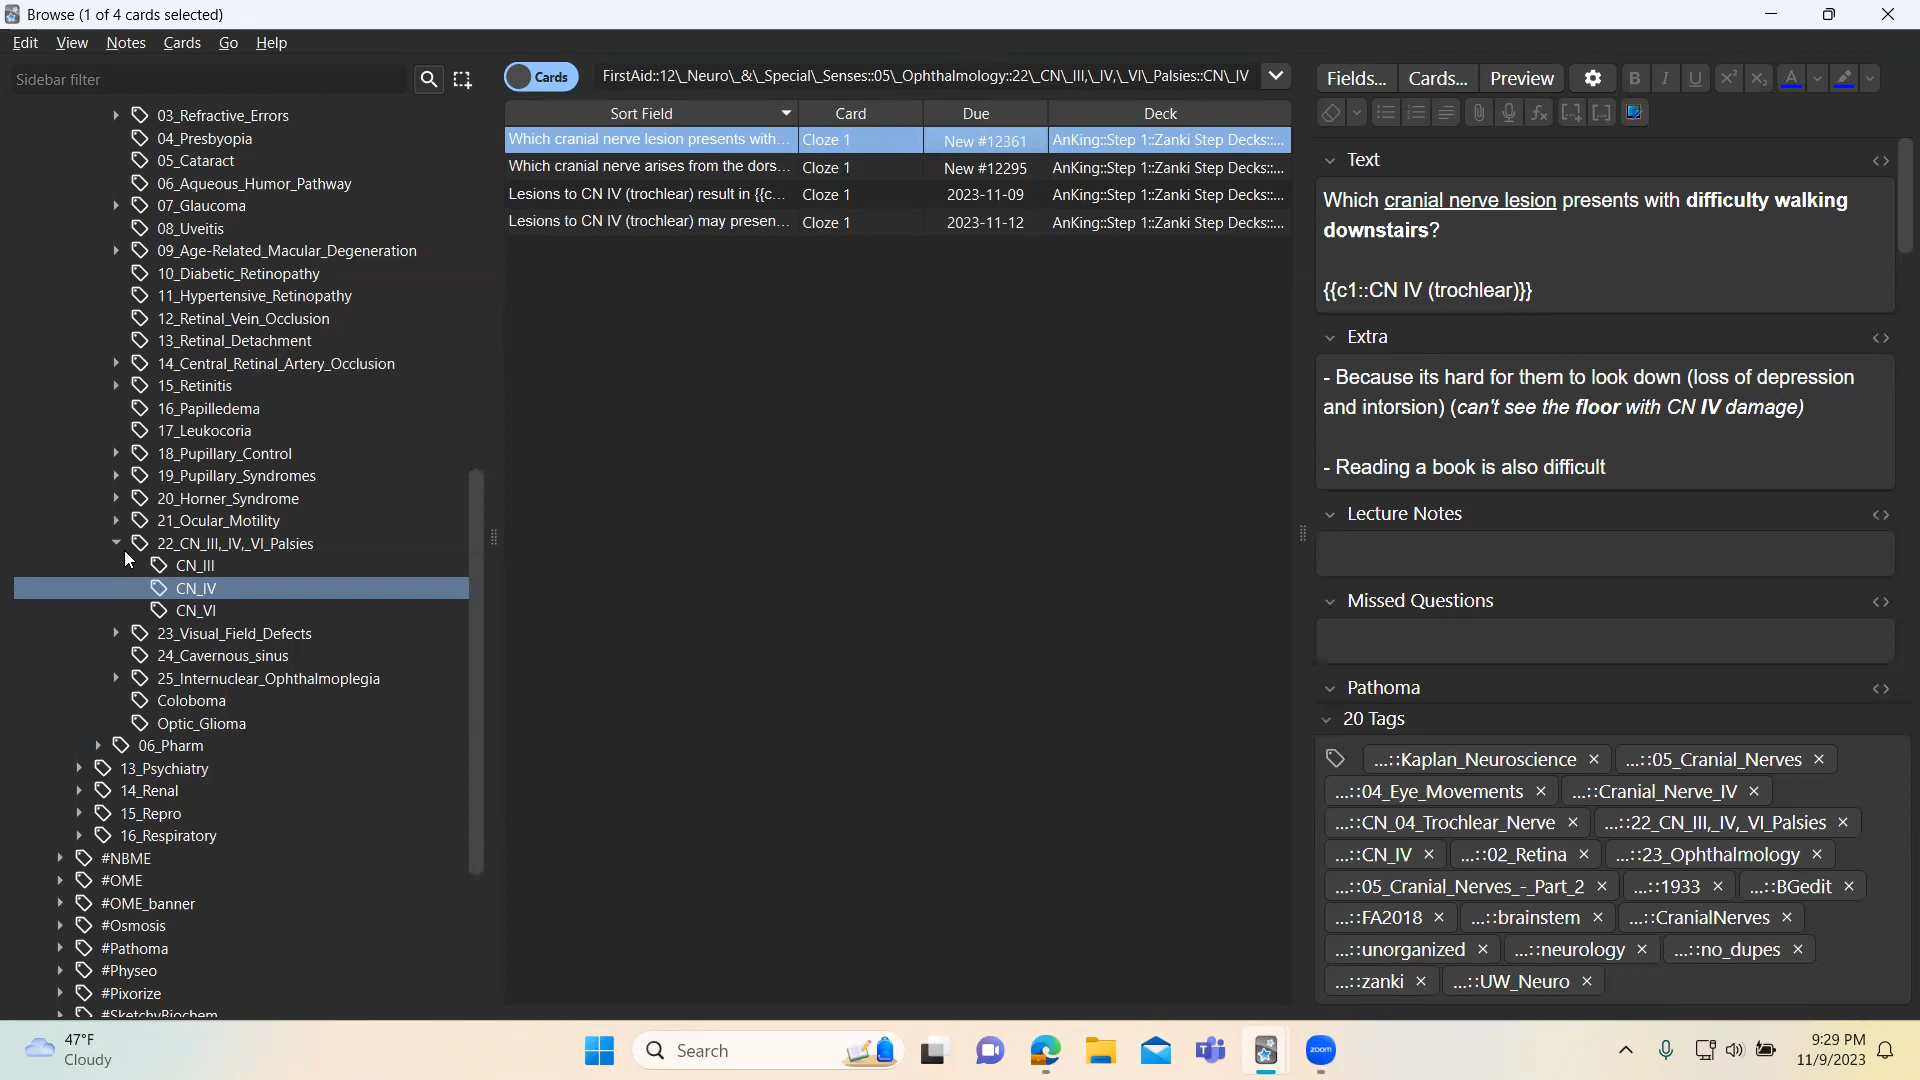 Browse (1 of 4 cards selected)
Edit View Notes Cards Go Help
Sidebar filter
03_Refractive_Errors
04_Presbyopia
05_Cataract
06_Aqueous_Humor_Pathway
07_Glaucoma
08_Uveitis
09_Age-Related_Macular_Degeneration
10_Diabetic_Retinopathy
11_Hypertensive_Retinopathy
12_Retinal_Vein_Occlusion
13_Retinal_Detachment
14_Central_Retinal_Artery_Occlusion
15_Retinitis
16_Papilledema
17_Leukocoria
18_Pupillary_Control
19_Pupillary_Syndromes
20_Horner_Syndrome
21_Ocular_Motility
22_CN_III,_IV,_VI_Palsies
CN_III
CN_IV
CN_VI
23_Visual_Field_Defects
24_Cavernous_sinus
25_Internuclear_Ophthalmoplegia
Coloboma
Optic_Glioma
06_Pharm
13_Psychiatry
14_Renal
15_Repro
16_Respiratory
#NBME
#OME
#OME_banner
#Osmosis
#Pathoma
#Physeo
#Pixorize
#SketchyBiochem
Cards FirstAid::12\_Neuro\_&\_Special\_Senses::05\_Ophthalmology::22\_CN\_III,\_IV,\_VI\_Palsies::CN\_IV
Sort Field Card Due Deck
Which cranial nerve lesion presents with... Cloze 1 New #12361 AnKing::Step 1::Zanki Step Decks::...
Which cranial nerve arises from the dors... Cloze 1 New #12295 AnKing::Step 1::Zanki Step Decks::...
Lesions to CN IV (trochlear) result in {{c... Cloze 1 2023-11-09 AnKing::Step 1::Zanki Step Decks::...
Lesions to CN IV (trochlear) may presen... Cloze 1 2023-11-12 AnKing::Step 1::Zanki Step Decks::...
Fields... Cards... Preview B I U X² X₂ A
fx [...] [...]
Text
Which cranial nerve lesion presents with difficulty walking
downstairs?
{{c1::CN IV (trochlear)}}
Extra
- Because its hard for them to look down (loss of depression
and intorsion) (can't see the floor with CN IV damage)
- Reading a book is also difficult
Lecture Notes
Missed Questions
Pathoma
20 Tags
...::Kaplan_Neuroscience × ...::05_Cranial_Nerves ×
...::04_Eye_Movements × ...::Cranial_Nerve_IV ×
...::CN_04_Trochlear_Nerve × ...::22_CN_III,_IV,_VI_Palsies ×
...::CN_IV × ...::02_Retina × ...::23_Ophthalmology ×
...::05_Cranial_Nerves_-_Part_2 × ...::1933 × ...::BGedit ×
...::FA2018 × ...::brainstem × ...::CranialNerves ×
...::unorganized × ...::neurology × ...::no_dupes ×
...::zanki × ...::UW_Neuro ×
47°F
Cloudy
Search
zoom
9:29 PM
11/9/2023